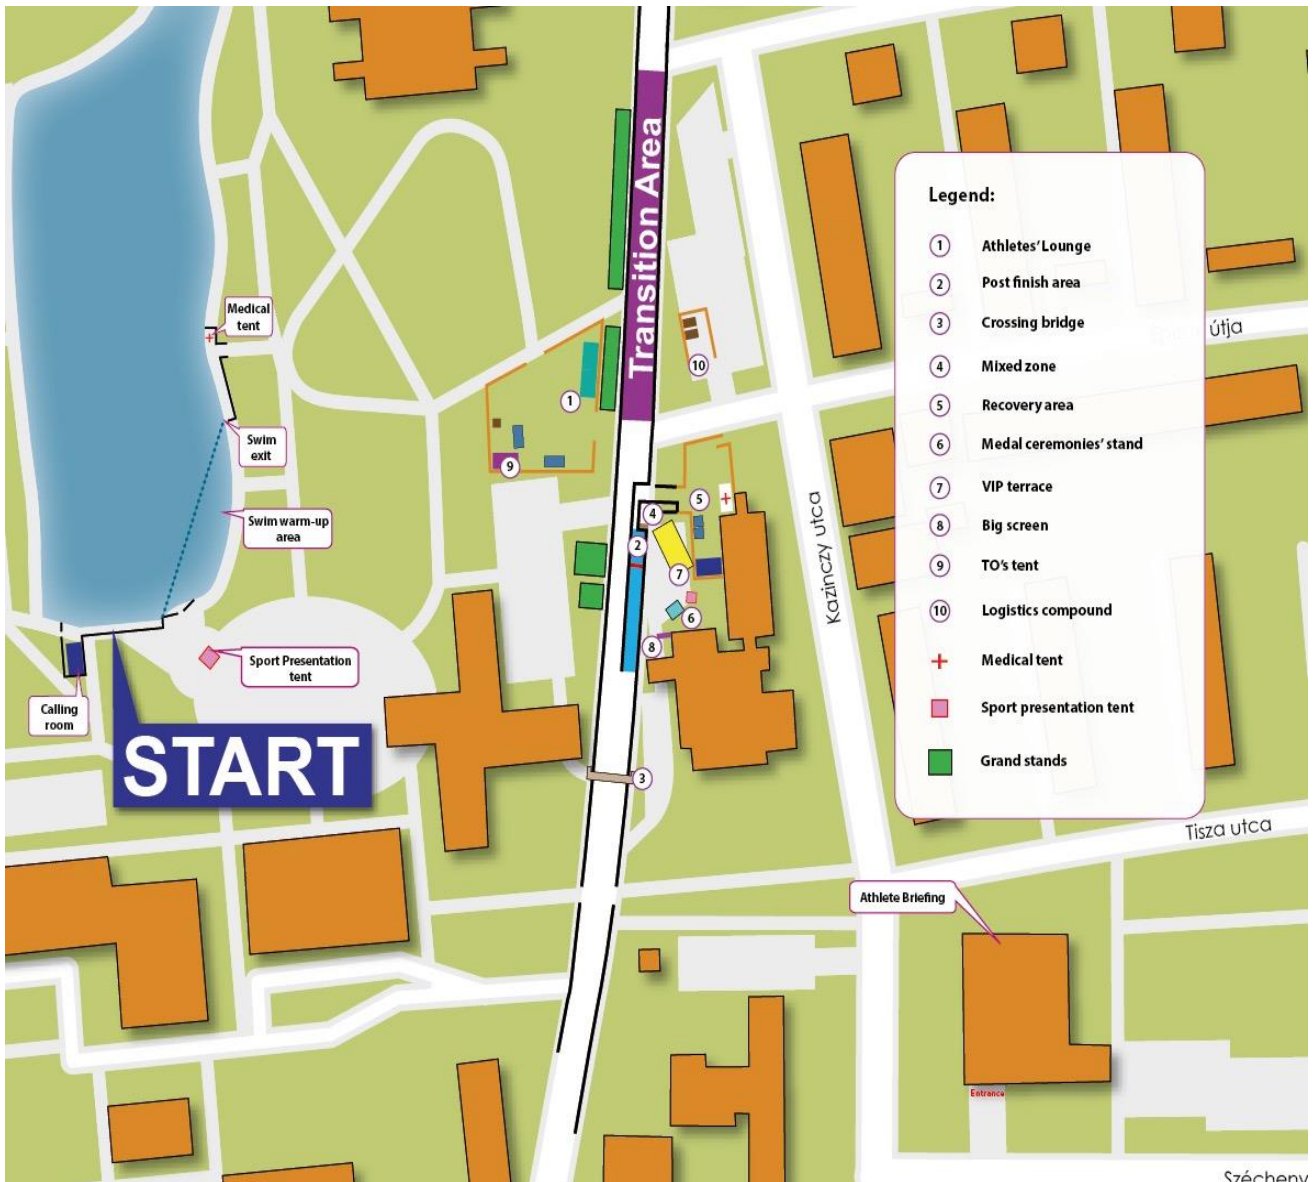 Transition Area
Medical
tent
Swim
exit
Swim warm-up
area
Sport Presentation
tent
Calling
room
START
1
9
10
5
4
2
7
6
8
3
Kazinczy utca
útja
Tisza utca
Athlete Briefing
Entrance
Legend:
1 Athletes' Lounge
2 Post finish area
3 Crossing bridge
4 Mixed zone
5 Recovery area
6 Medal ceremonies' stand
7 VIP terrace
8 Big screen
9 TO's tent
10 Logistics compound
Medical tent
Sport presentation tent
Grand stands